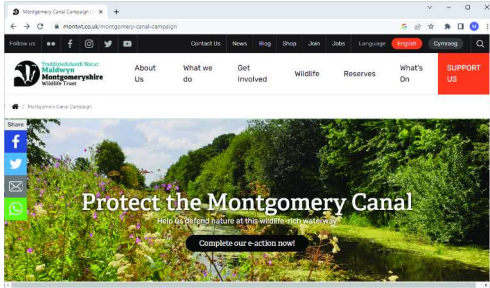 Montgomery Canal Campaign |
montwt.co.uk/montgomery-canal-campaign
Follow us
Contact Us News Blog Shop Join Jobs Language English Cymraeg
Ymddiriedolaeth Natur
Maldwyn
Montgomeryshire
Wildlife Trust
About Us
What we do
Get Involved
Wildlife
Reserves
What's On
SUPPORT US
/ Montgomery Canal Campaign
Share
Protect the Montgomery Canal
Help us defend nature at this wildlife-rich waterway
Complete our e-action now!